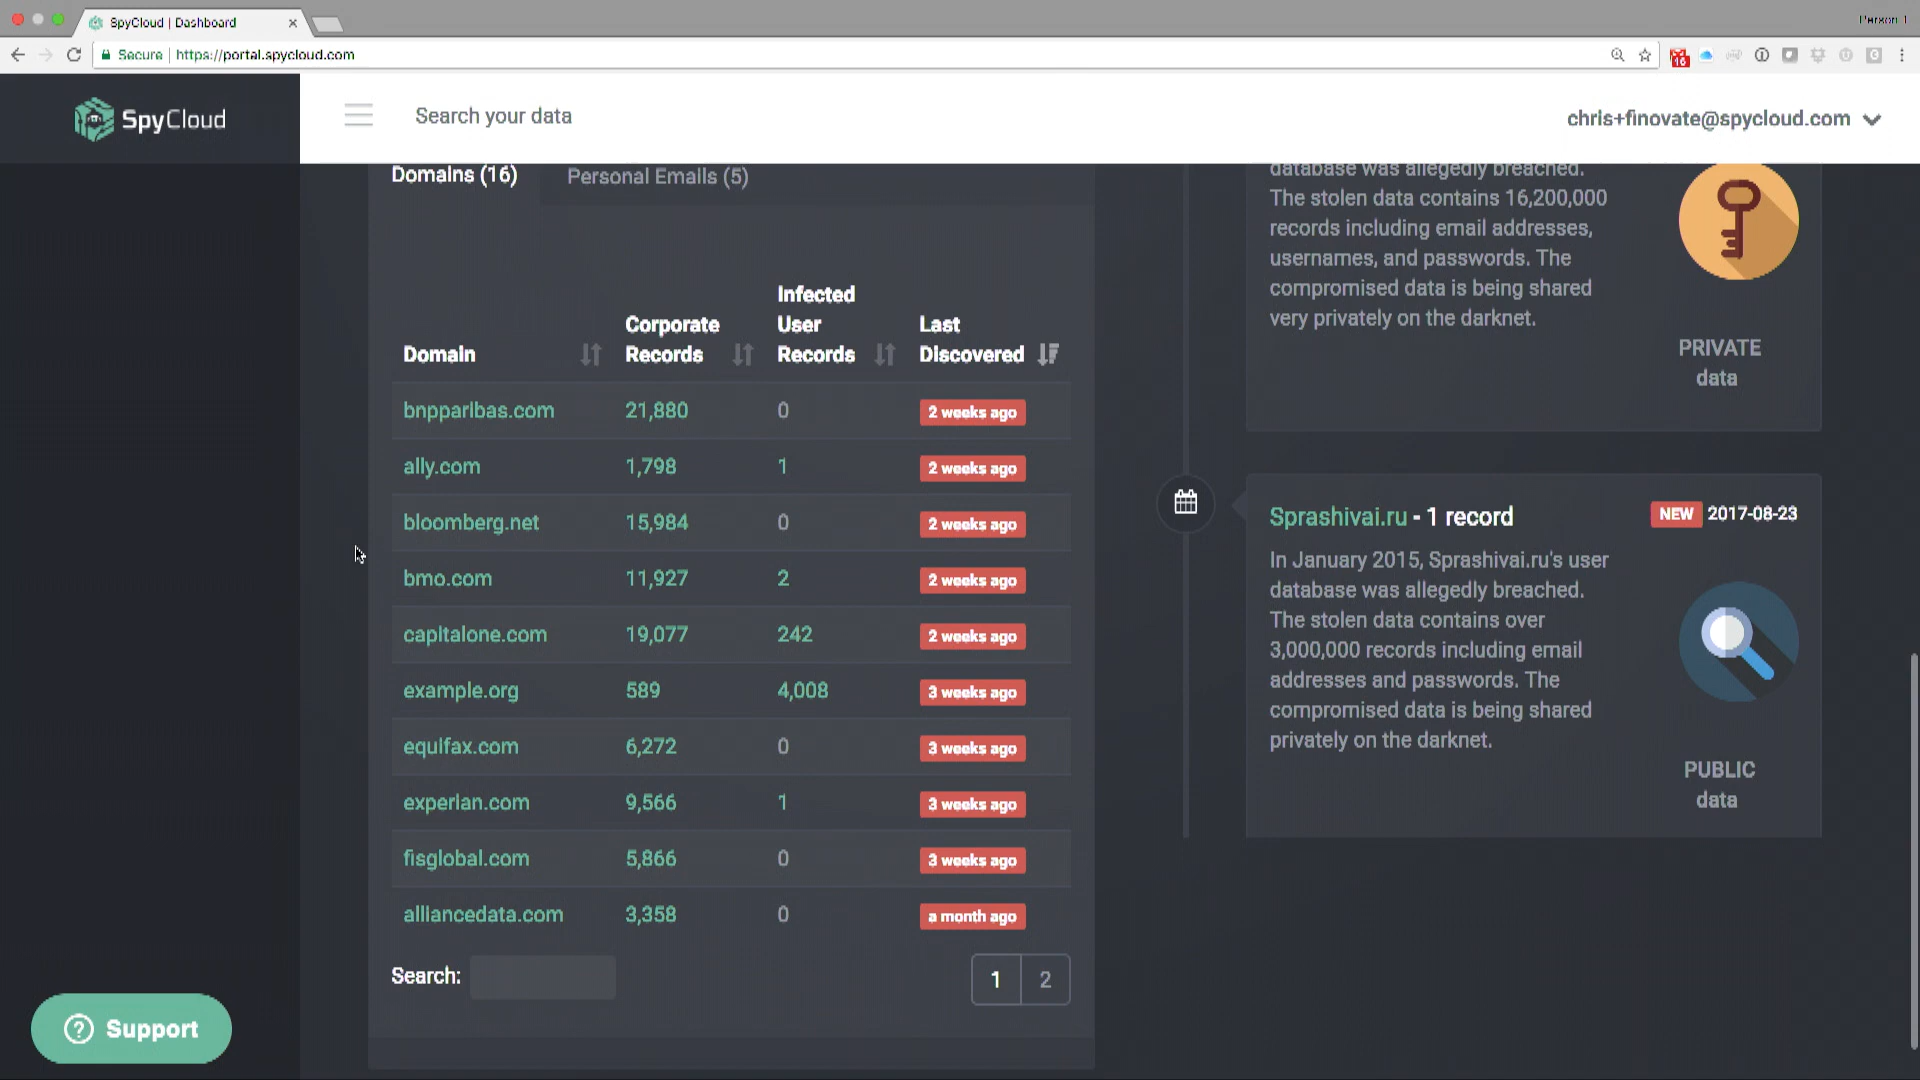 SpyCloud | Dashboard
Person 1
Secure https://portal.spycloud.com
16
SpyCloud
Search your data
chris+finovate@spycloud.com
Domains (16)
Personal Emails (5)
Domain
Corporate Records
Infected User Records
Last Discovered
bnpparibas.com 21,880 0 2 weeks ago
ally.com 1,798 1 2 weeks ago
bloomberg.net 15,984 0 2 weeks ago
bmo.com 11,927 2 2 weeks ago
capitalone.com 19,077 242 2 weeks ago
example.org 589 4,008 3 weeks ago
equifax.com 6,272 0 3 weeks ago
experian.com 9,566 1 3 weeks ago
fisglobal.com 5,866 0 3 weeks ago
alliancedata.com 3,358 0 a month ago
Search:
1 2
database was allegedly breached.
The stolen data contains 16,200,000
records including email addresses,
usernames, and passwords. The
compromised data is being shared
very privately on the darknet.
PRIVATE
data
Sprashivai.ru - 1 record
NEW 2017-08-23
In January 2015, Sprashivai.ru's user
database was allegedly breached.
The stolen data contains over
3,000,000 records including email
addresses and passwords. The
compromised data is being shared
privately on the darknet.
PUBLIC
data
Support